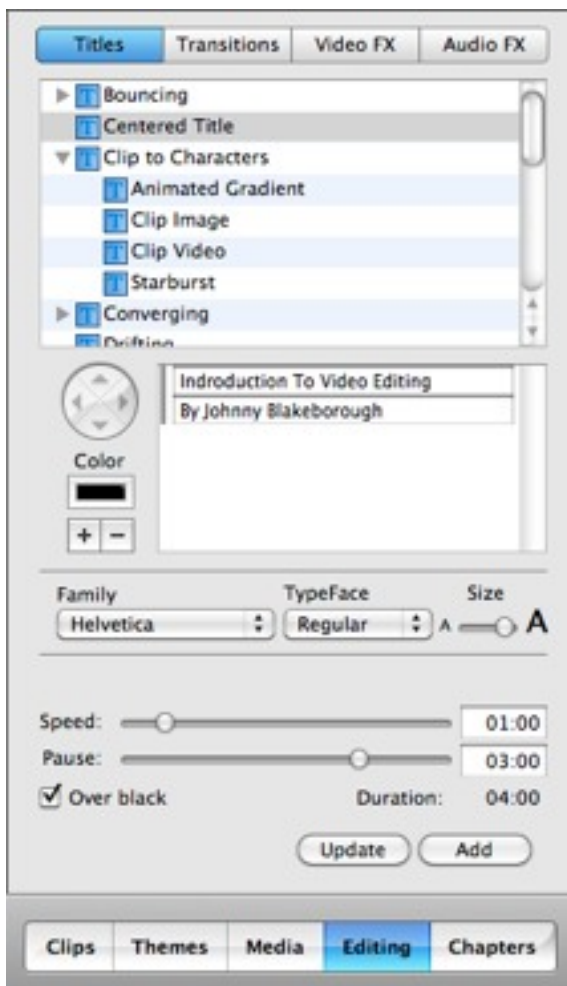 Titles Transitions Video FX Audio FX
Bouncing
Centered Title
Clip to Characters
Animated Gradient
Clip Image
Clip Video
Starburst
Converging
Drifting
Indroduction To Video Editing
By Johnny Blakeborough
Color
+ −
Family TypeFace Size
Helvetica Regular A A
Speed: 01:00
Pause: 03:00
Over black Duration: 04:00
Update Add
Clips Themes Media Editing Chapters